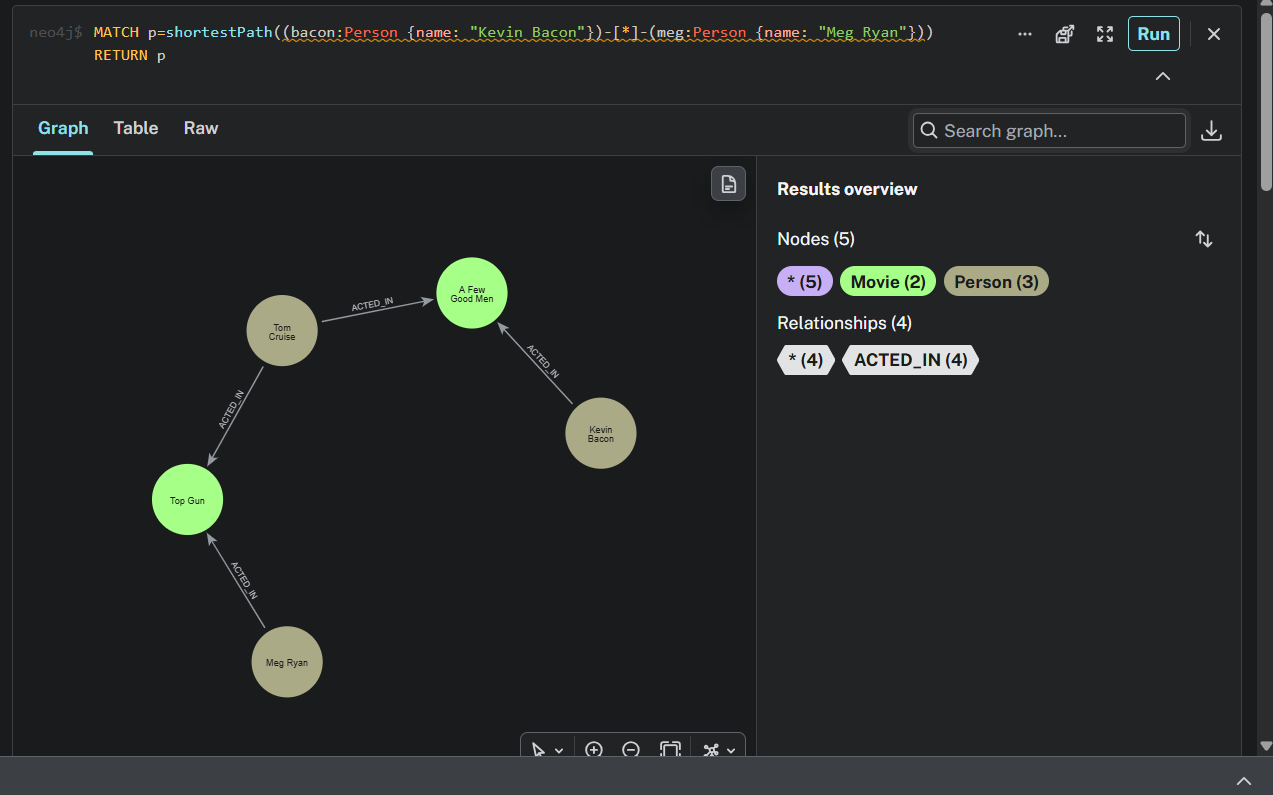 neo4j$ MATCH p=shortestPath((bacon:Person {name: "Kevin Bacon"})-[*]-(meg:Person {name: "Meg Ryan"}))
RETURN p
Run
Graph Table Raw
Search graph...
Results overview
Nodes (5)
* (5) Movie (2) Person (3)
Relationships (4)
* (4) ACTED_IN (4)
A Few
Good Men
ACTED_IN
Tom
Cruise
ACTED_IN
Kevin
Bacon
ACTED_IN
Top Gun
ACTED_IN
Meg Ryan